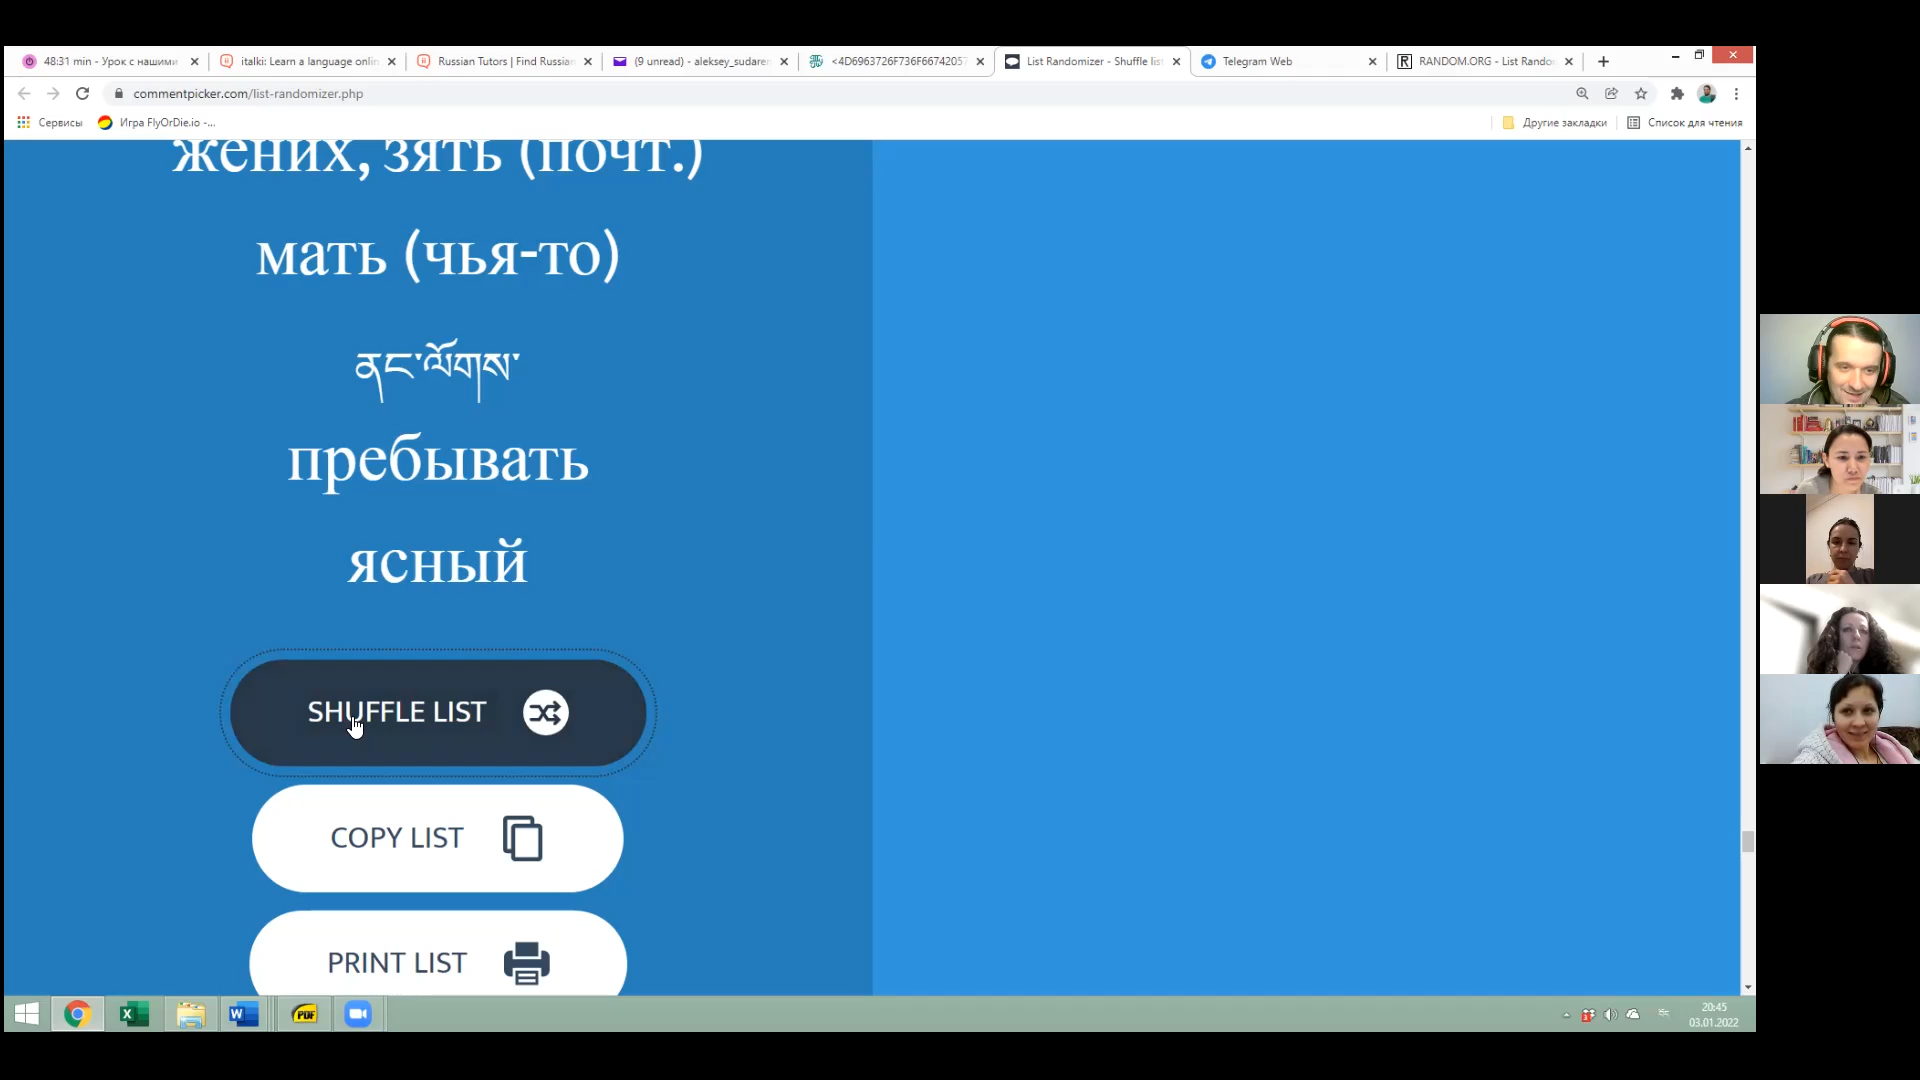 48:31 min - Урок с нашими
italki: Learn a language onlin
Russian Tutors | Find Russian
(9 unread) - aleksey_sudarer
<4D6963726F736F66742057
List Randomizer - Shuffle list
Telegram Web
RANDOM.ORG - List Rando
commentpicker.com/list-randomizer.php
Сервисы
Игра FlyOrDie.io -...
Другие закладки
Список для чтения
жених, зять (почт.)
мать (чья-то)
ནང་ལོགས་
пребывать
ясный
SHUFFLE LIST
COPY LIST
PRINT LIST
20:45
03.01.2022